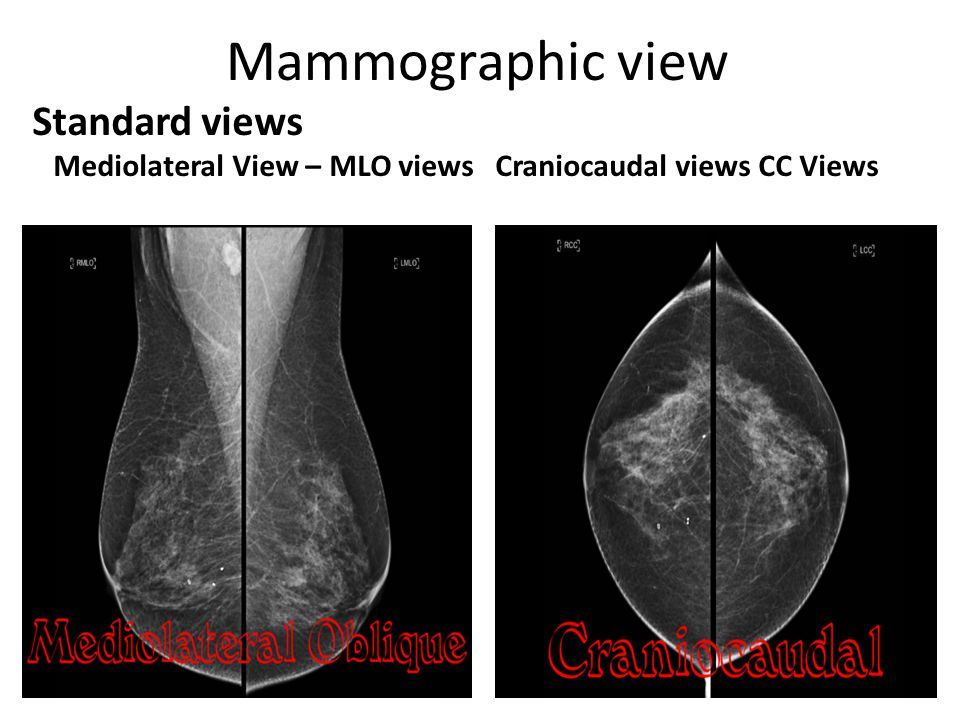 Mammographic view
Standard views
Mediolateral View – MLO views
Craniocaudal views CC Views
[RMLO]
[LMLO]
[RCC]
[LCC]
Mediolateral Oblique
Craniocaudal